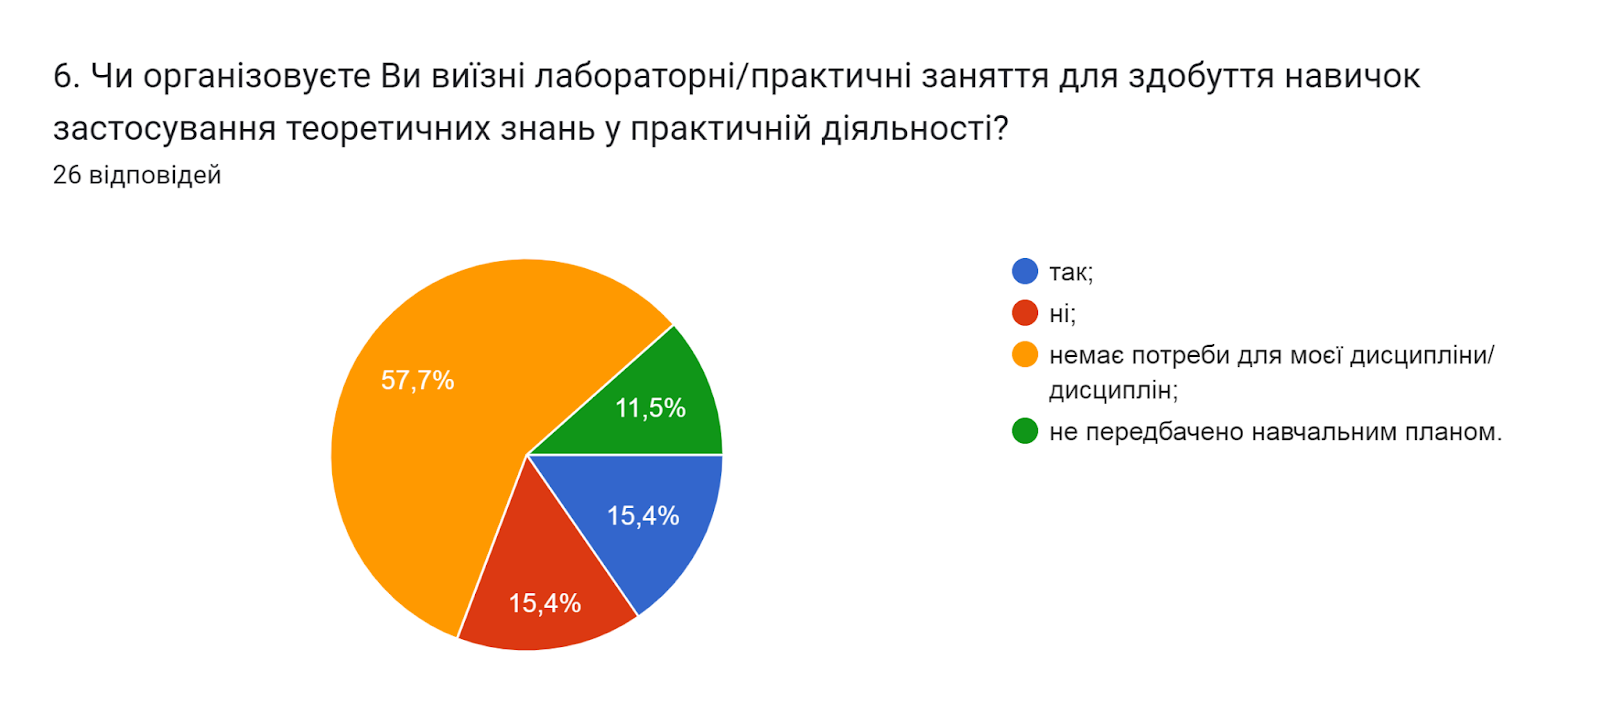 6. Чи організовуєте Ви виїзні лабораторні/практичні заняття для здобуття навичок
застосування теоретичних знань у практичній діяльності?
26 відповідей
так;
ні;
немає потреби для моєї дисципліни/
дисциплін;
не передбачено навчальним планом.
57,7%
11,5%
15,4%
15,4%